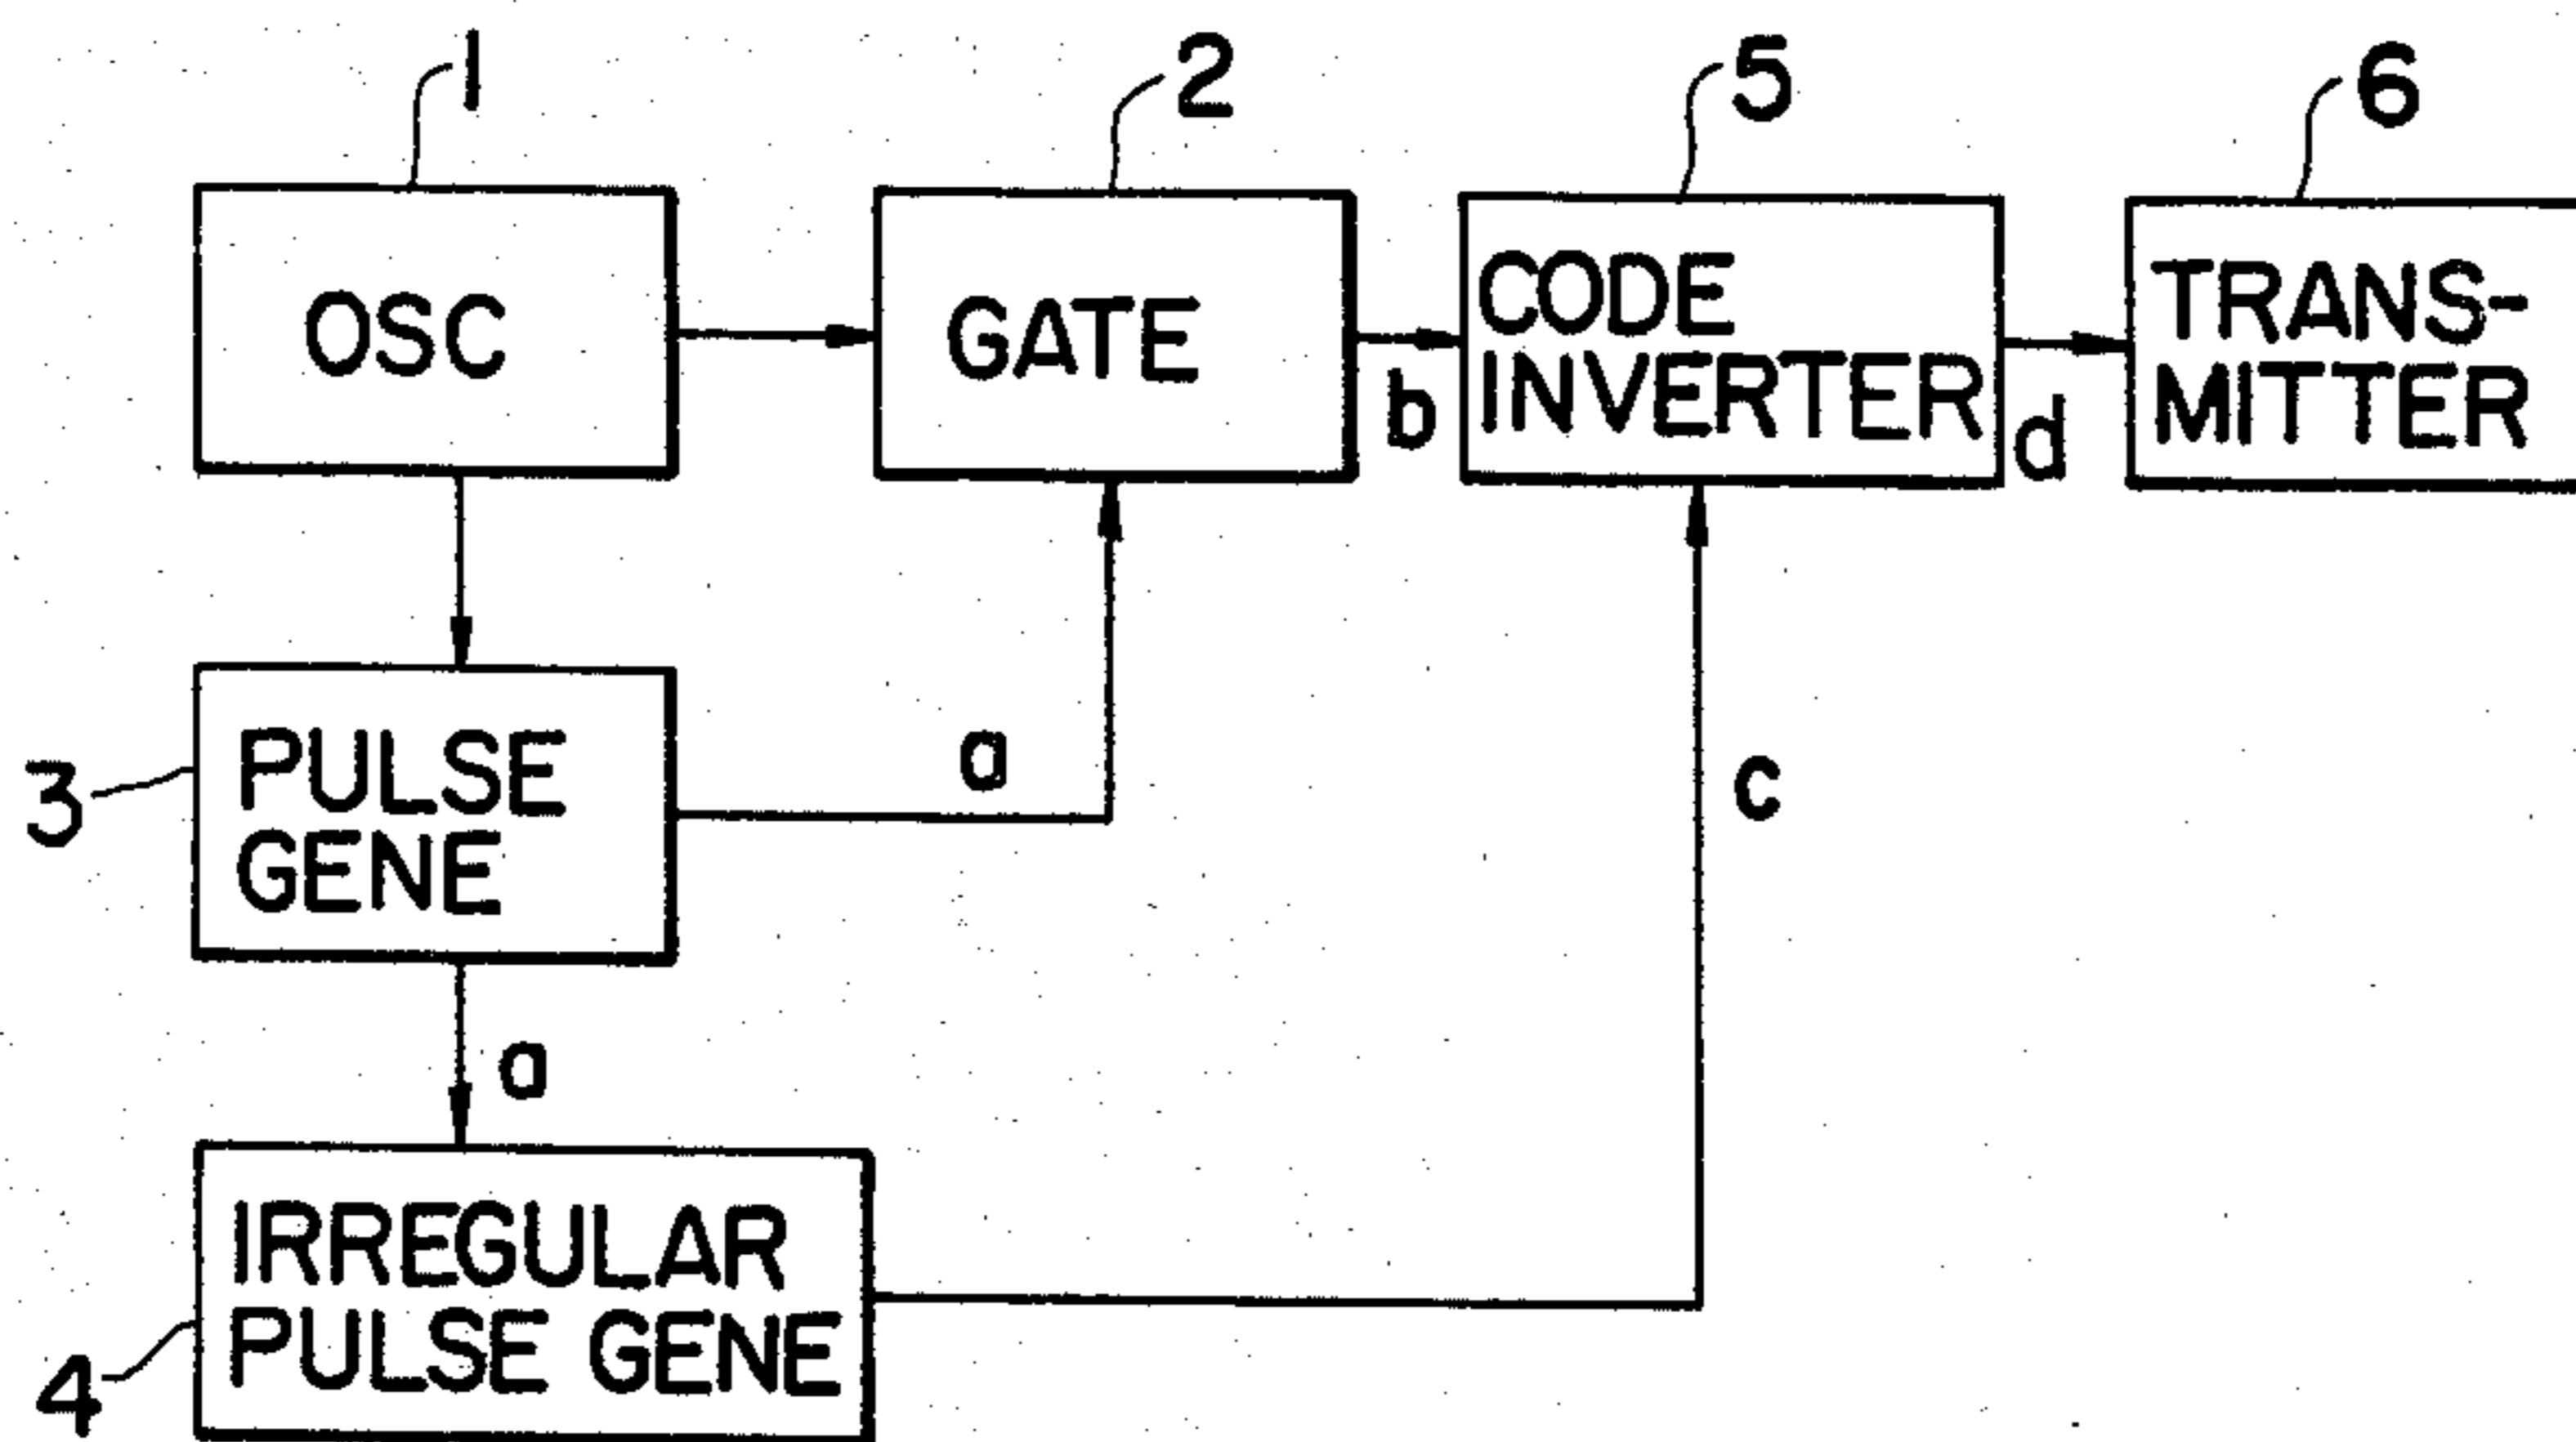 1
2
5
6
OSC
GATE
CODE
INVERTER
TRANS-
MITTER
b
d
3
PULSE
GENE
a
c
a
4
IRREGULAR
PULSE GENE